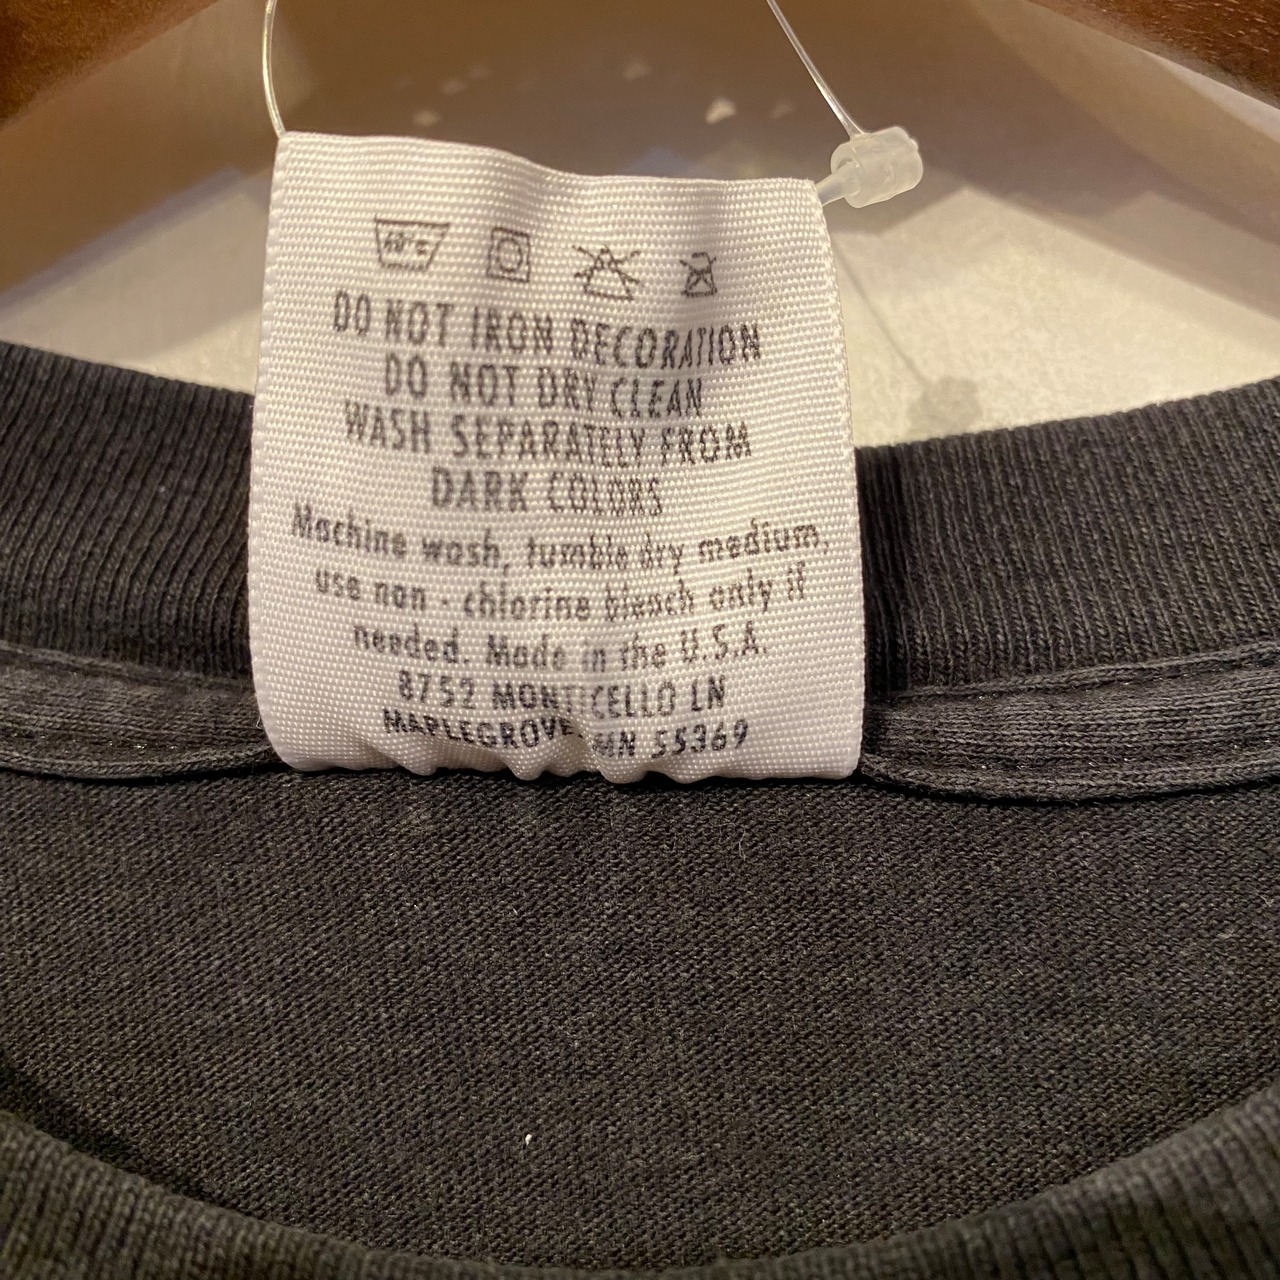 40°C
DO NOT IRON DECORATION
DO NOT DRY CLEAN
WASH SEPARATELY FROM
DARK COLORS
Machine wash, tumble dry medium,
use non - chlorine bleach only if
needed. Made in the U.S.A.
8752 MONTICELLO LN
MAPLEGROVE, MN 55369